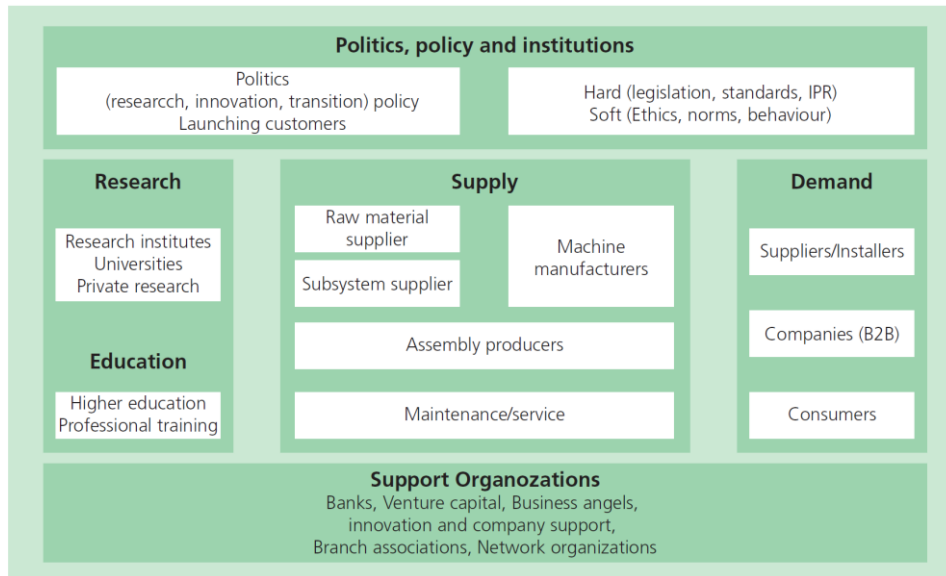 Politics, policy and institutions
Politics
(researcch, innovation, transition) policy
Launching customers
Hard (legislation, standards, IPR)
Soft (Ethics, norms, behaviour)
Research
Research institutes
Universities
Private research
Education
Higher education
Professional training
Supply
Raw material
supplier
Subsystem supplier
Machine
manufacturers
Assembly producers
Maintenance/service
Demand
Suppliers/Installers
Companies (B2B)
Consumers
Support Organozations
Banks, Venture capital, Business angels,
innovation and company support,
Branch associations, Network organizations